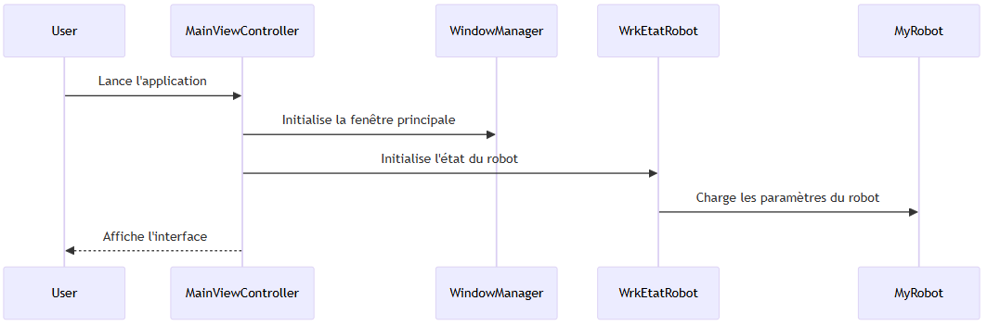 User
MainViewController
WindowManager
WrkEtatRobot
MyRobot
Lance l'application
Initialise la fenêtre principale
Initialise l'état du robot
Charge les paramètres du robot
Affiche l'interface
User
MainViewController
WindowManager
WrkEtatRobot
MyRobot